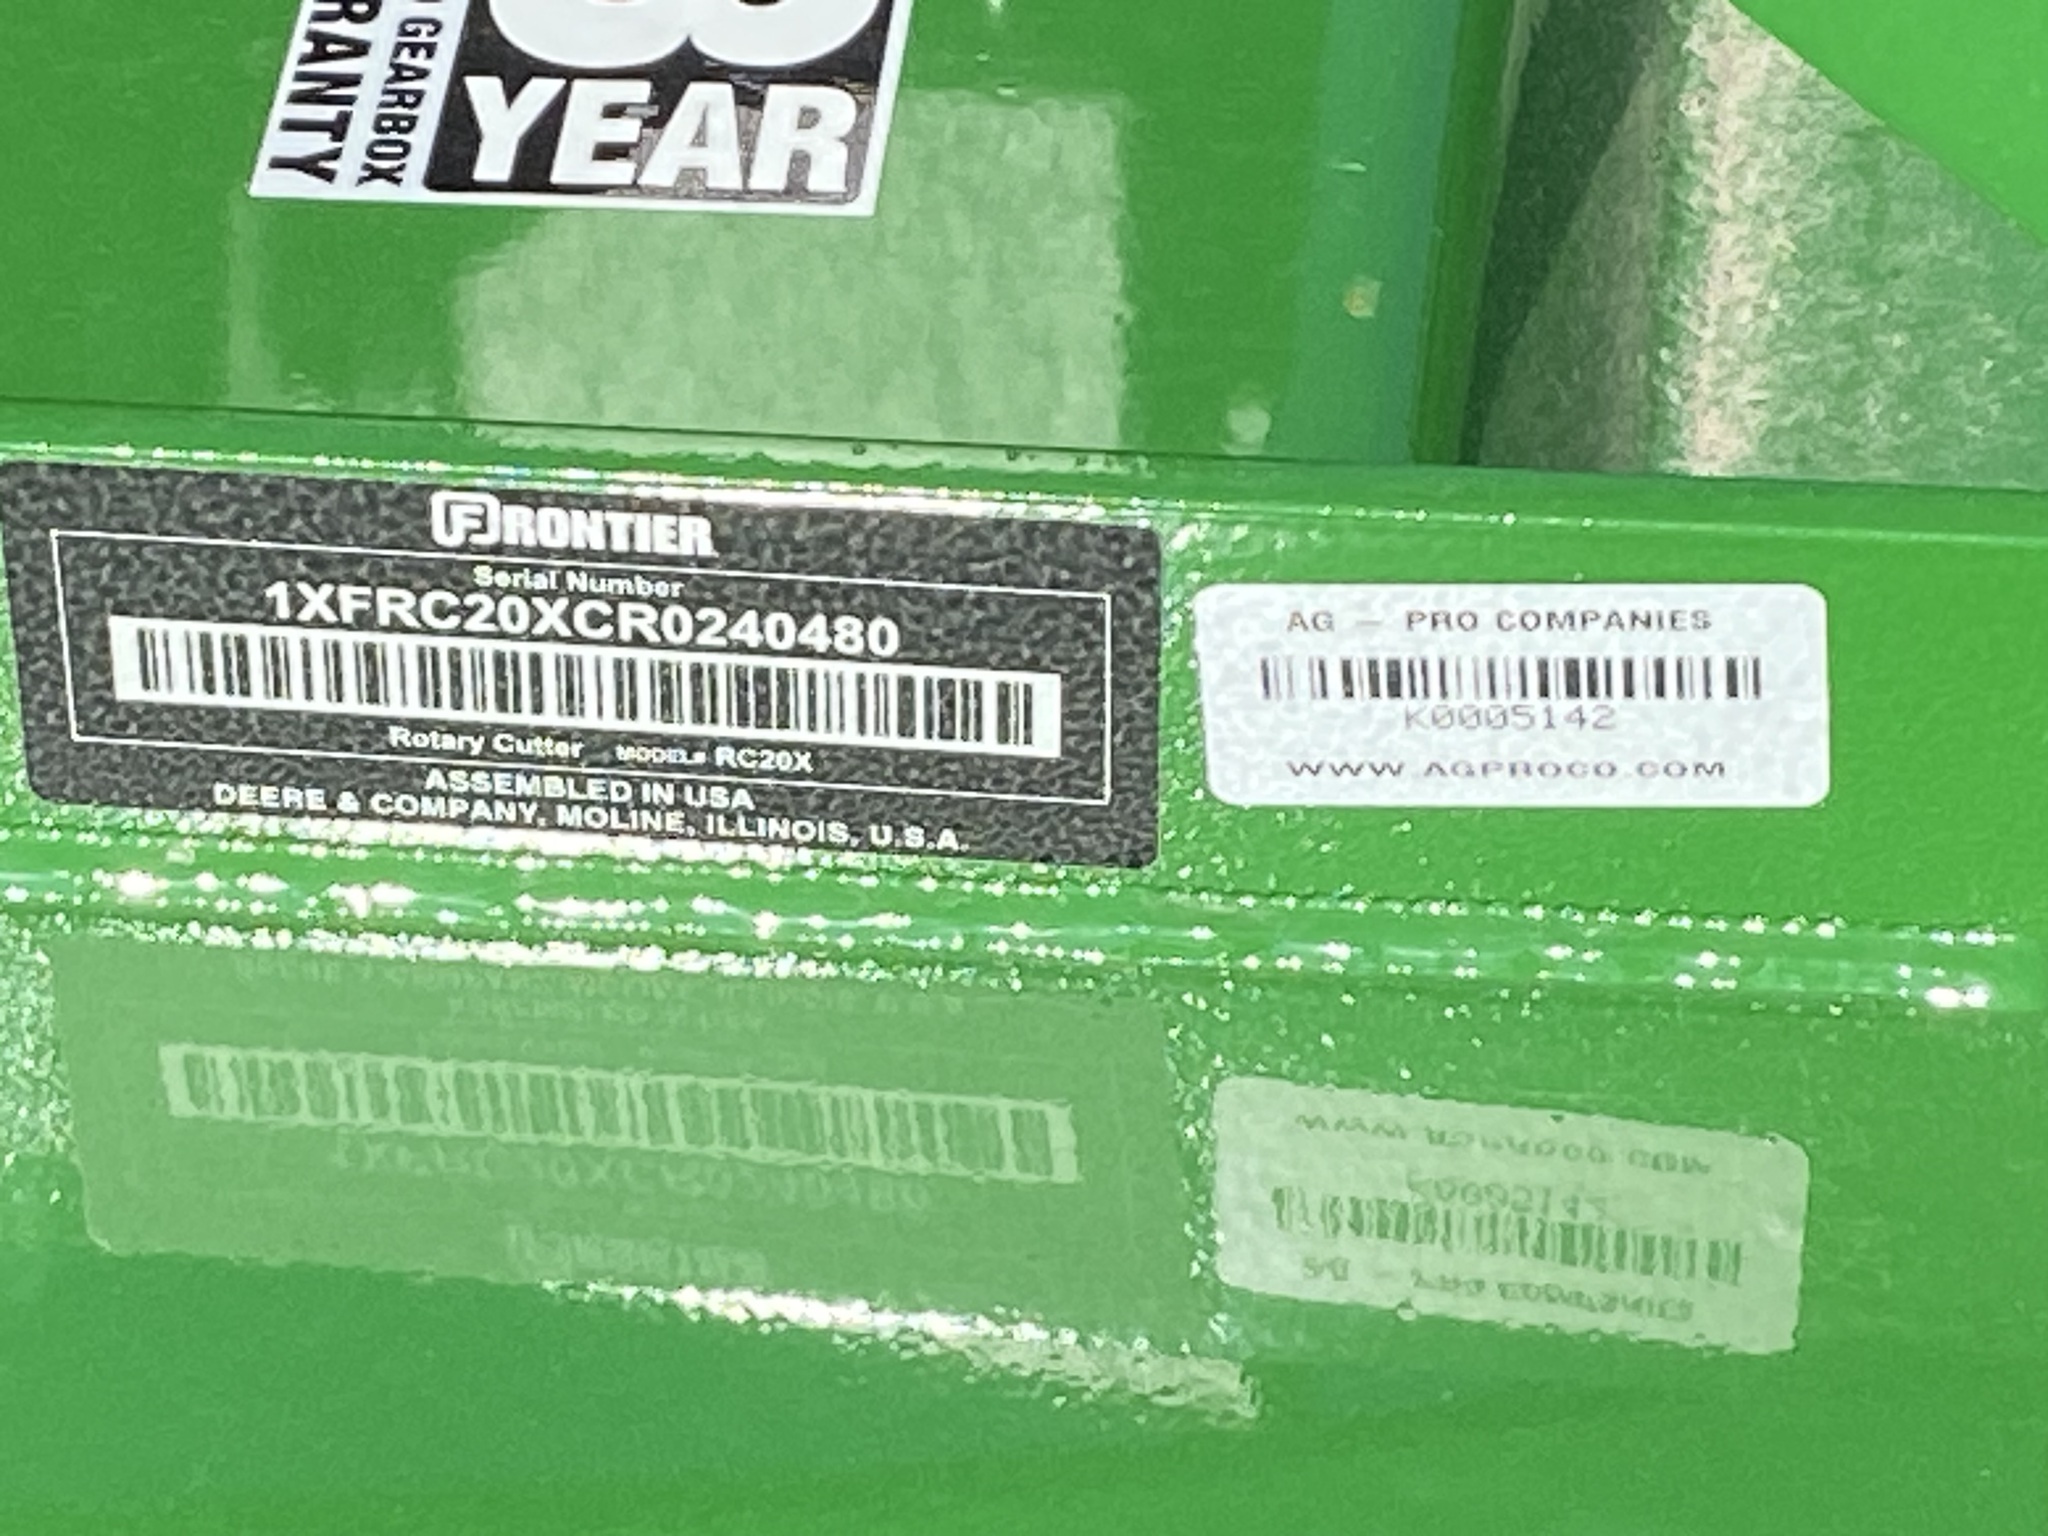 RANTY
GEARBOX
YEAR
FRONTIER
Serial Number
1XFRC20XCR0240480
Rotary Cutter MODEL# RC20X
ASSEMBLED IN USA
DEERE & COMPANY, MOLINE, ILLINOIS, U.S.A.
AG - PRO COMPANIES
K0005142
WWW.AGPROCO.COM